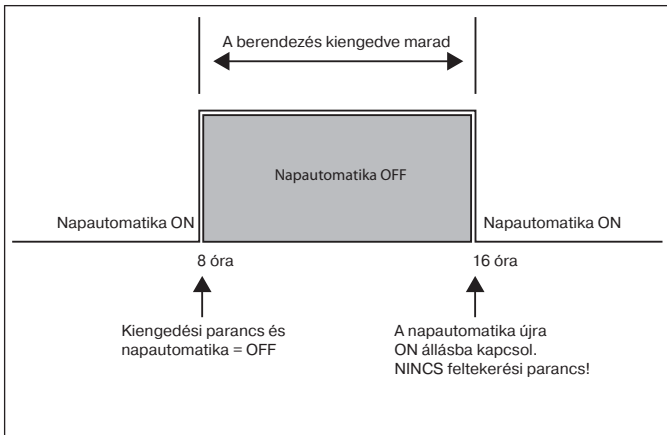 A berendezés kiengedve marad
Napautomatika OFF
Napautomatika ON
Napautomatika ON
8 óra
16 óra
Kiengedési parancs és
napautomatika = OFF
A napautomatika újra
ON állásba kapcsol.
NINCS feltekerési parancs!